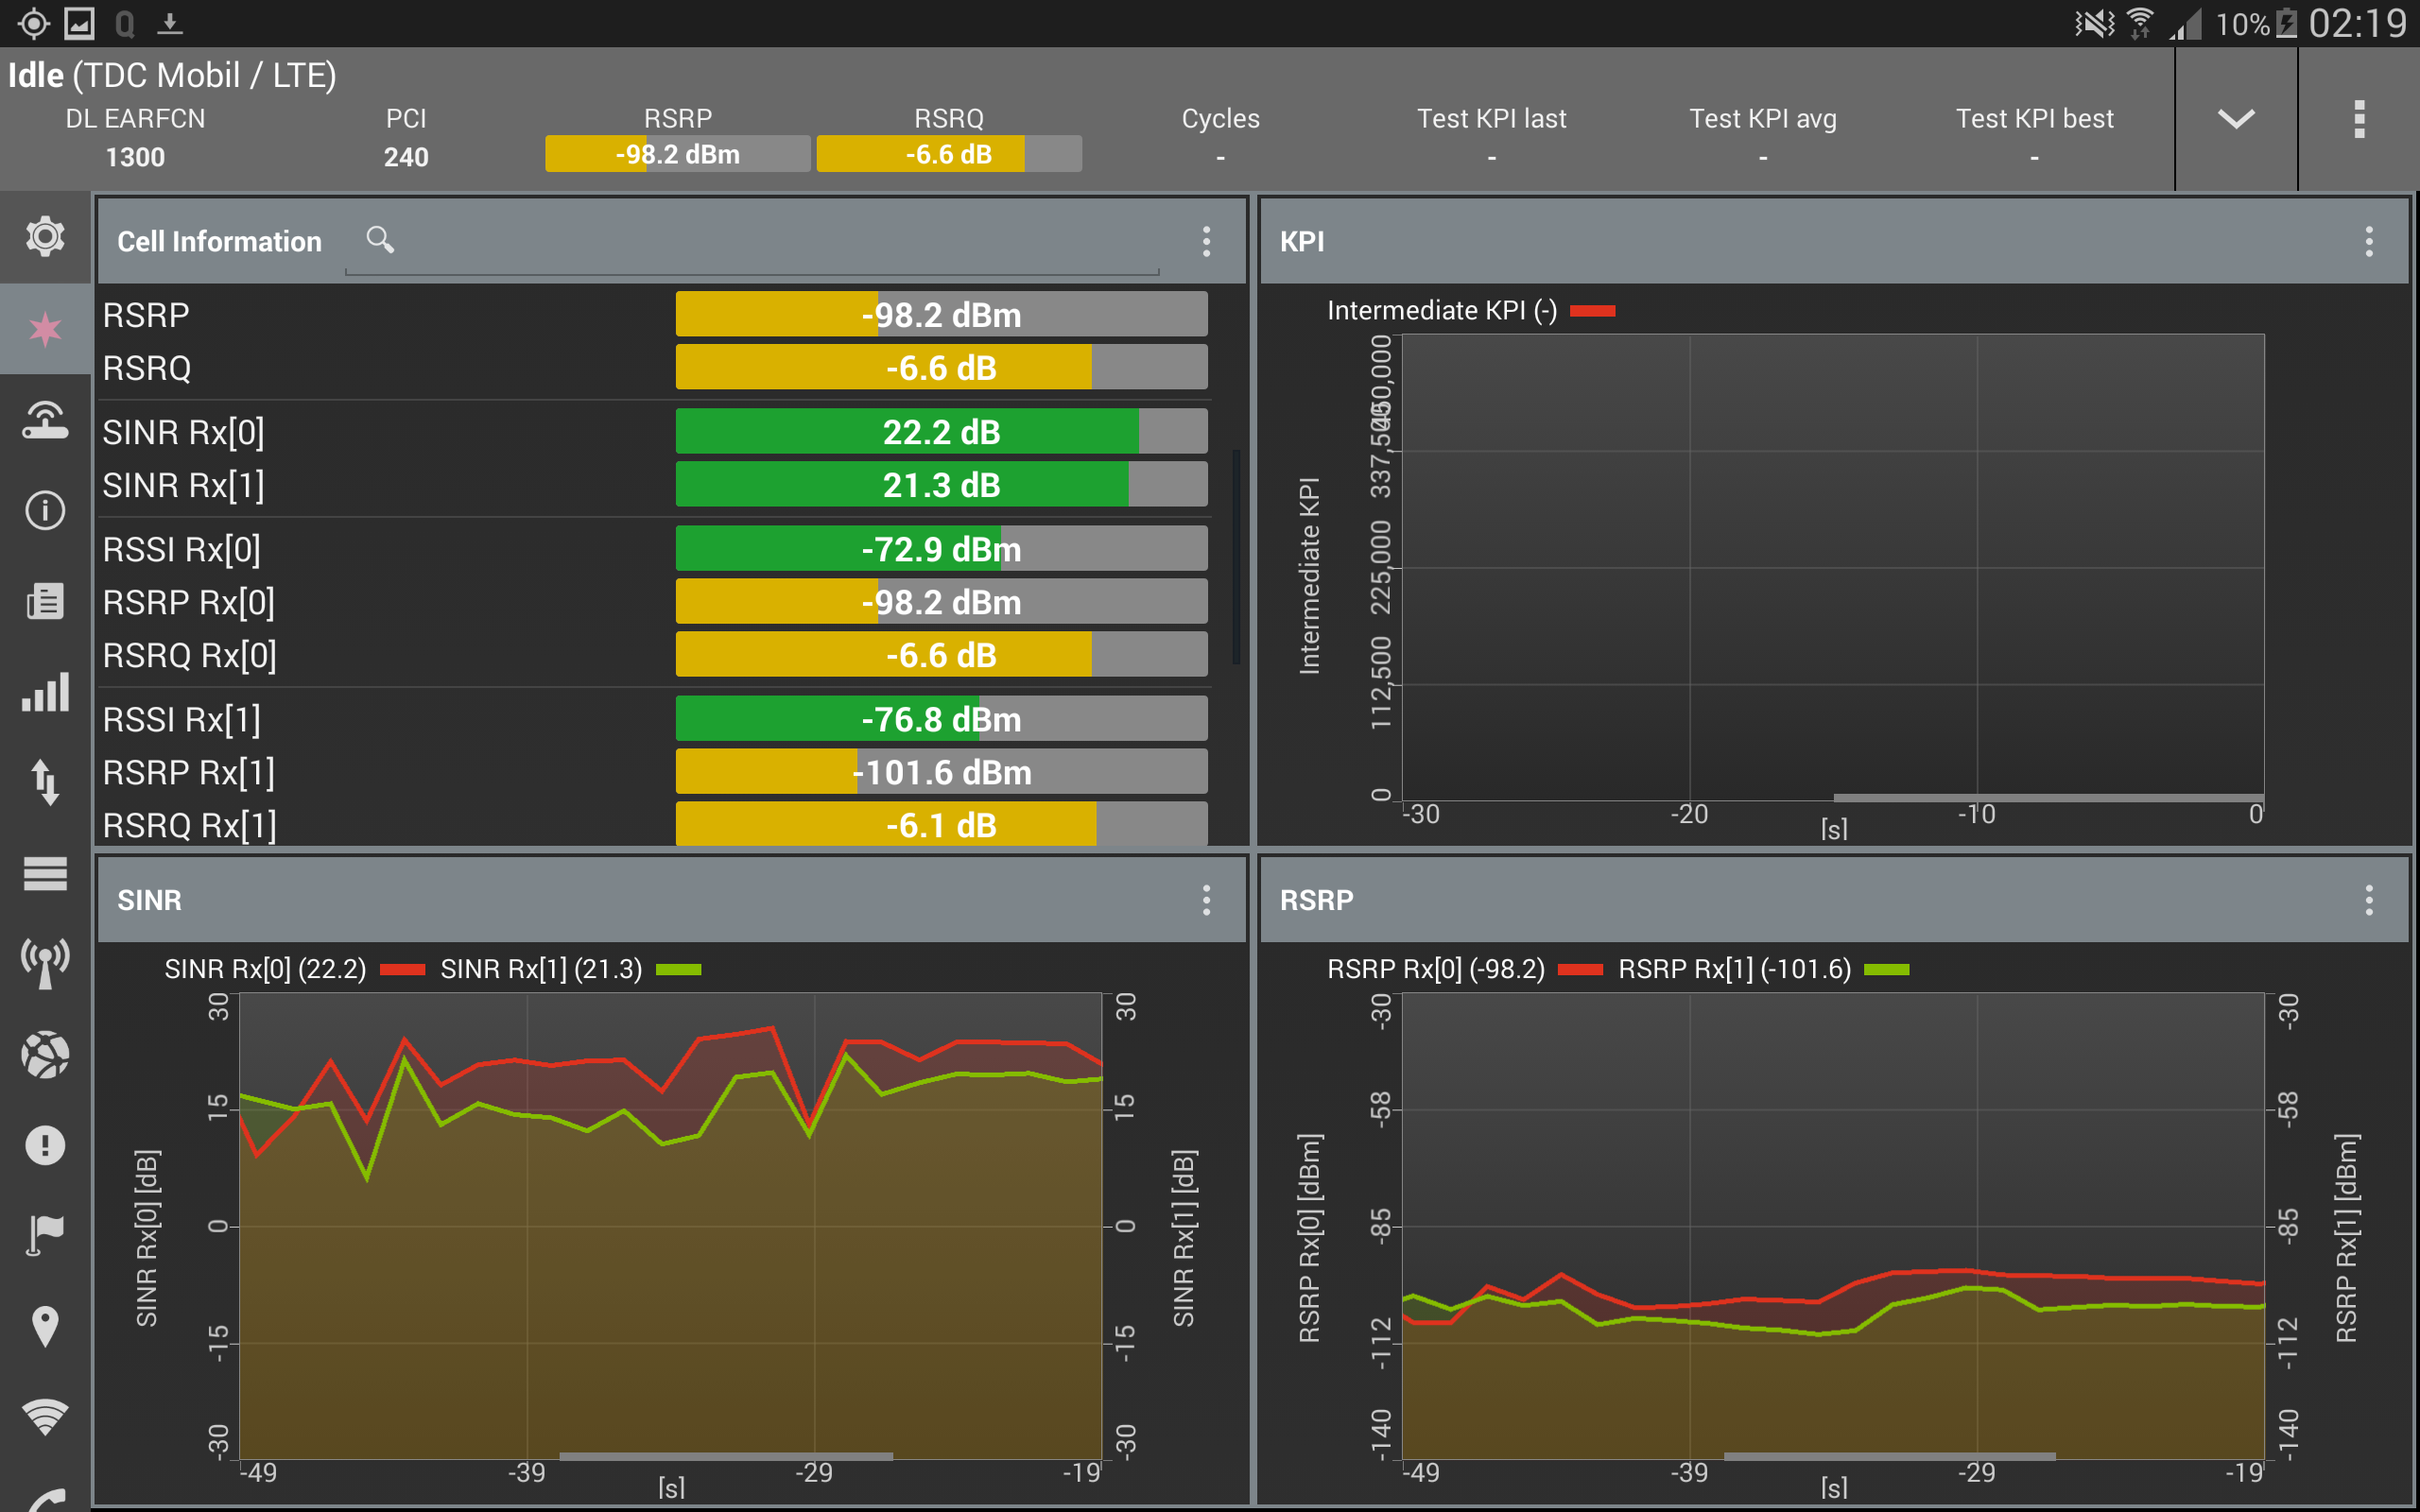 10% 02:19
Idle (TDC Mobil / LTE)
DL EARFCN PCI RSRP RSRQ Cycles Test KPI last Test KPI avg Test KPI best
1300 240 -98.2 dBm -6.6 dB - - - -
Cell Information
RSRP -98.2 dBm
RSRQ -6.6 dB
SINR Rx[0] 22.2 dB
SINR Rx[1] 21.3 dB
RSSI Rx[0] -72.9 dBm
RSRP Rx[0] -98.2 dBm
RSRQ Rx[0] -6.6 dB
RSSI Rx[1] -76.8 dBm
RSRP Rx[1] -101.6 dBm
RSRQ Rx[1] -6.1 dB
KPI
Intermediate KPI (-)
Intermediate KPI
450,000
337,500
225,000
112,500
0
-30 -20 -10 0
[s]
SINR
SINR Rx[0] (22.2) SINR Rx[1] (21.3)
SINR Rx[0] [dB]
30
15
0
-15
-30
-49 -39 -29 -19
[s]
30
15
0
-15
-30
SINR Rx[1] [dB]
RSRP
RSRP Rx[0] (-98.2) RSRP Rx[1] (-101.6)
RSRP Rx[0] [dBm]
-30
-58
-85
-112
-140
-49 -39 -29 -19
[s]
-30
-58
-85
-112
-140
RSRP Rx[1] [dBm]